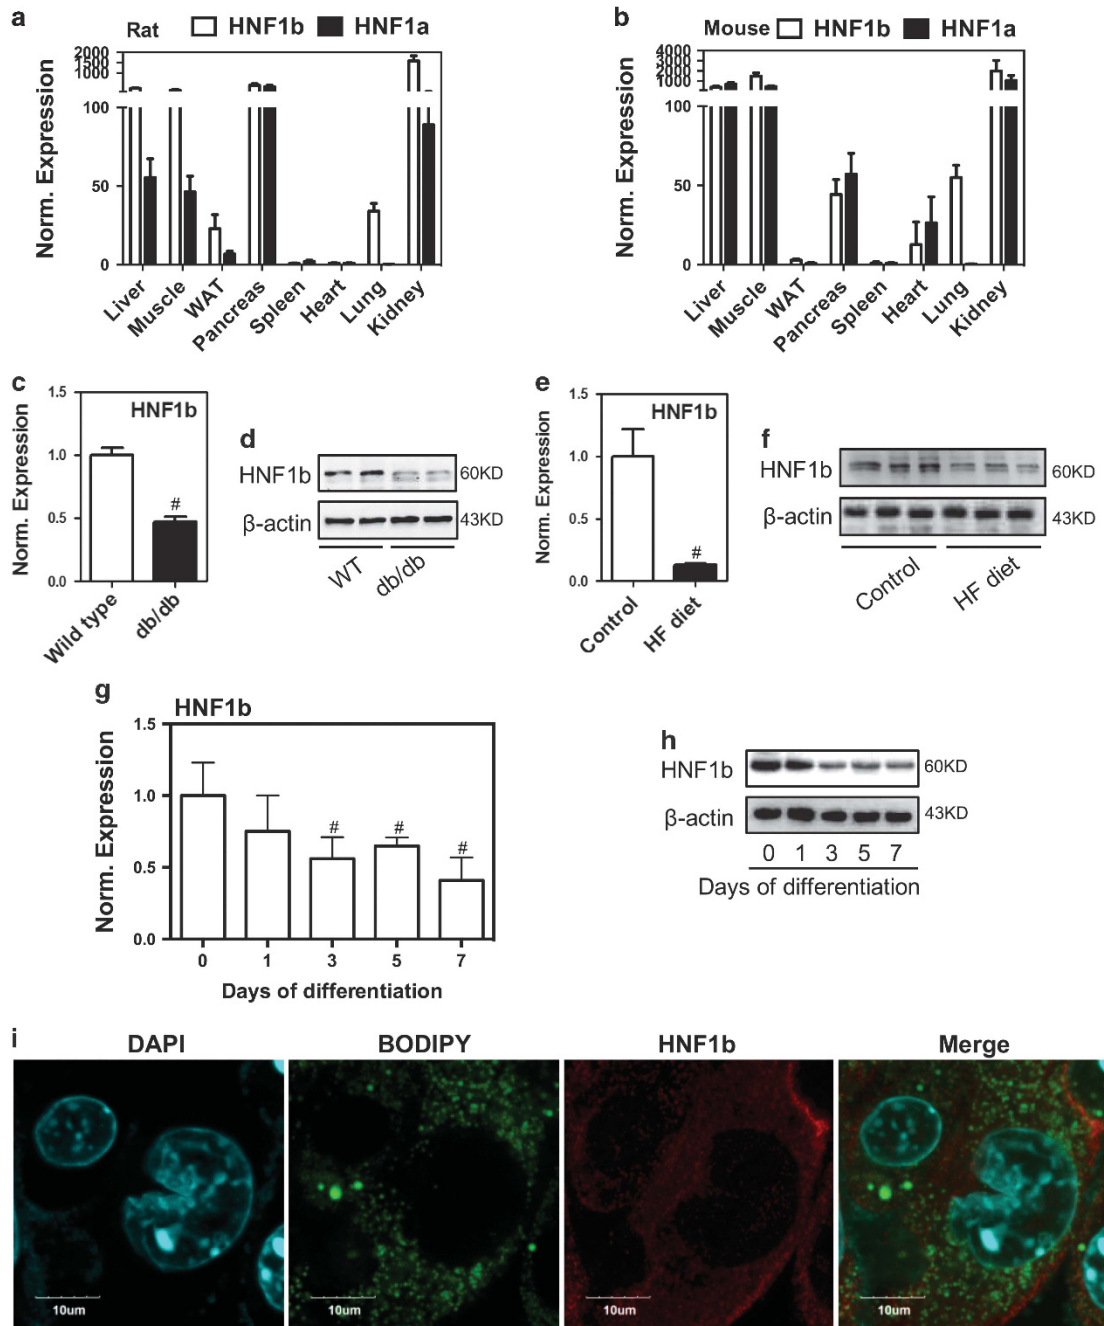 a
Rat HNF1b HNF1a
Norm. Expression
2000
1500
1000
100
50
0
Liver Muscle WAT Pancreas Spleen Heart Lung Kidney
b
Mouse HNF1b HNF1a
Norm. Expression
4000
3000
2000
1000
100
50
0
Liver Muscle WAT Pancreas Spleen Heart Lung Kidney
c
HNF1b
Norm. Expression
1.5
1.0
0.5
0.0
#
Wild type db/db
d
HNF1b 60KD
β-actin 43KD
WT db/db
e
HNF1b
Norm. Expression
1.5
1.0
0.5
0.0
#
Control HF diet
f
HNF1b 60KD
β-actin 43KD
Control HF diet
g
HNF1b
Norm. Expression
1.5
1.0
0.5
0.0
# # #
0 1 3 5 7
Days of differentiation
h
HNF1b 60KD
β-actin 43KD
0 1 3 5 7
Days of differentiation
i
DAPI BODIPY HNF1b Merge
10um 10um 10um 10um